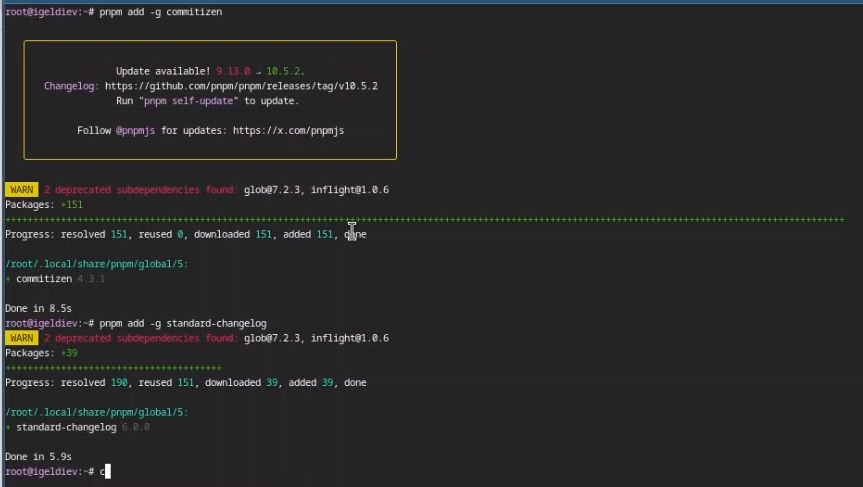 root@igeldiev:~# pnpm add -g commitizen
Update available! 9.13.0 → 10.5.2.
Changelog: https://github.com/pnpm/pnpm/releases/tag/v10.5.2
Run "pnpm self-update" to update.
Follow @pnpmjs for updates: https://x.com/pnpmjs
WARN 2 deprecated subdependencies found: glob@7.2.3, inflight@1.0.6
Packages: +151
+++++++++++++++++++++++++++++++++++++++++++++++++++++++++++++++++++++++++++++++++++++++++++++++++++++++++++++++++++++++++++++++++++++++++++++++++++++++
Progress: resolved 151, reused 0, downloaded 151, added 151, done
/root/.local/share/pnpm/global/5:
+ commitizen 4.3.1
Done in 8.5s
root@igeldiev:~# pnpm add -g standard-changelog
WARN 2 deprecated subdependencies found: glob@7.2.3, inflight@1.0.6
Packages: +39
+++++++++++++++++++++++++++++++++++++++
Progress: resolved 190, reused 151, downloaded 39, added 39, done
/root/.local/share/pnpm/global/5:
+ standard-changelog 6.0.0
Done in 5.9s
root@igeldiev:~# c